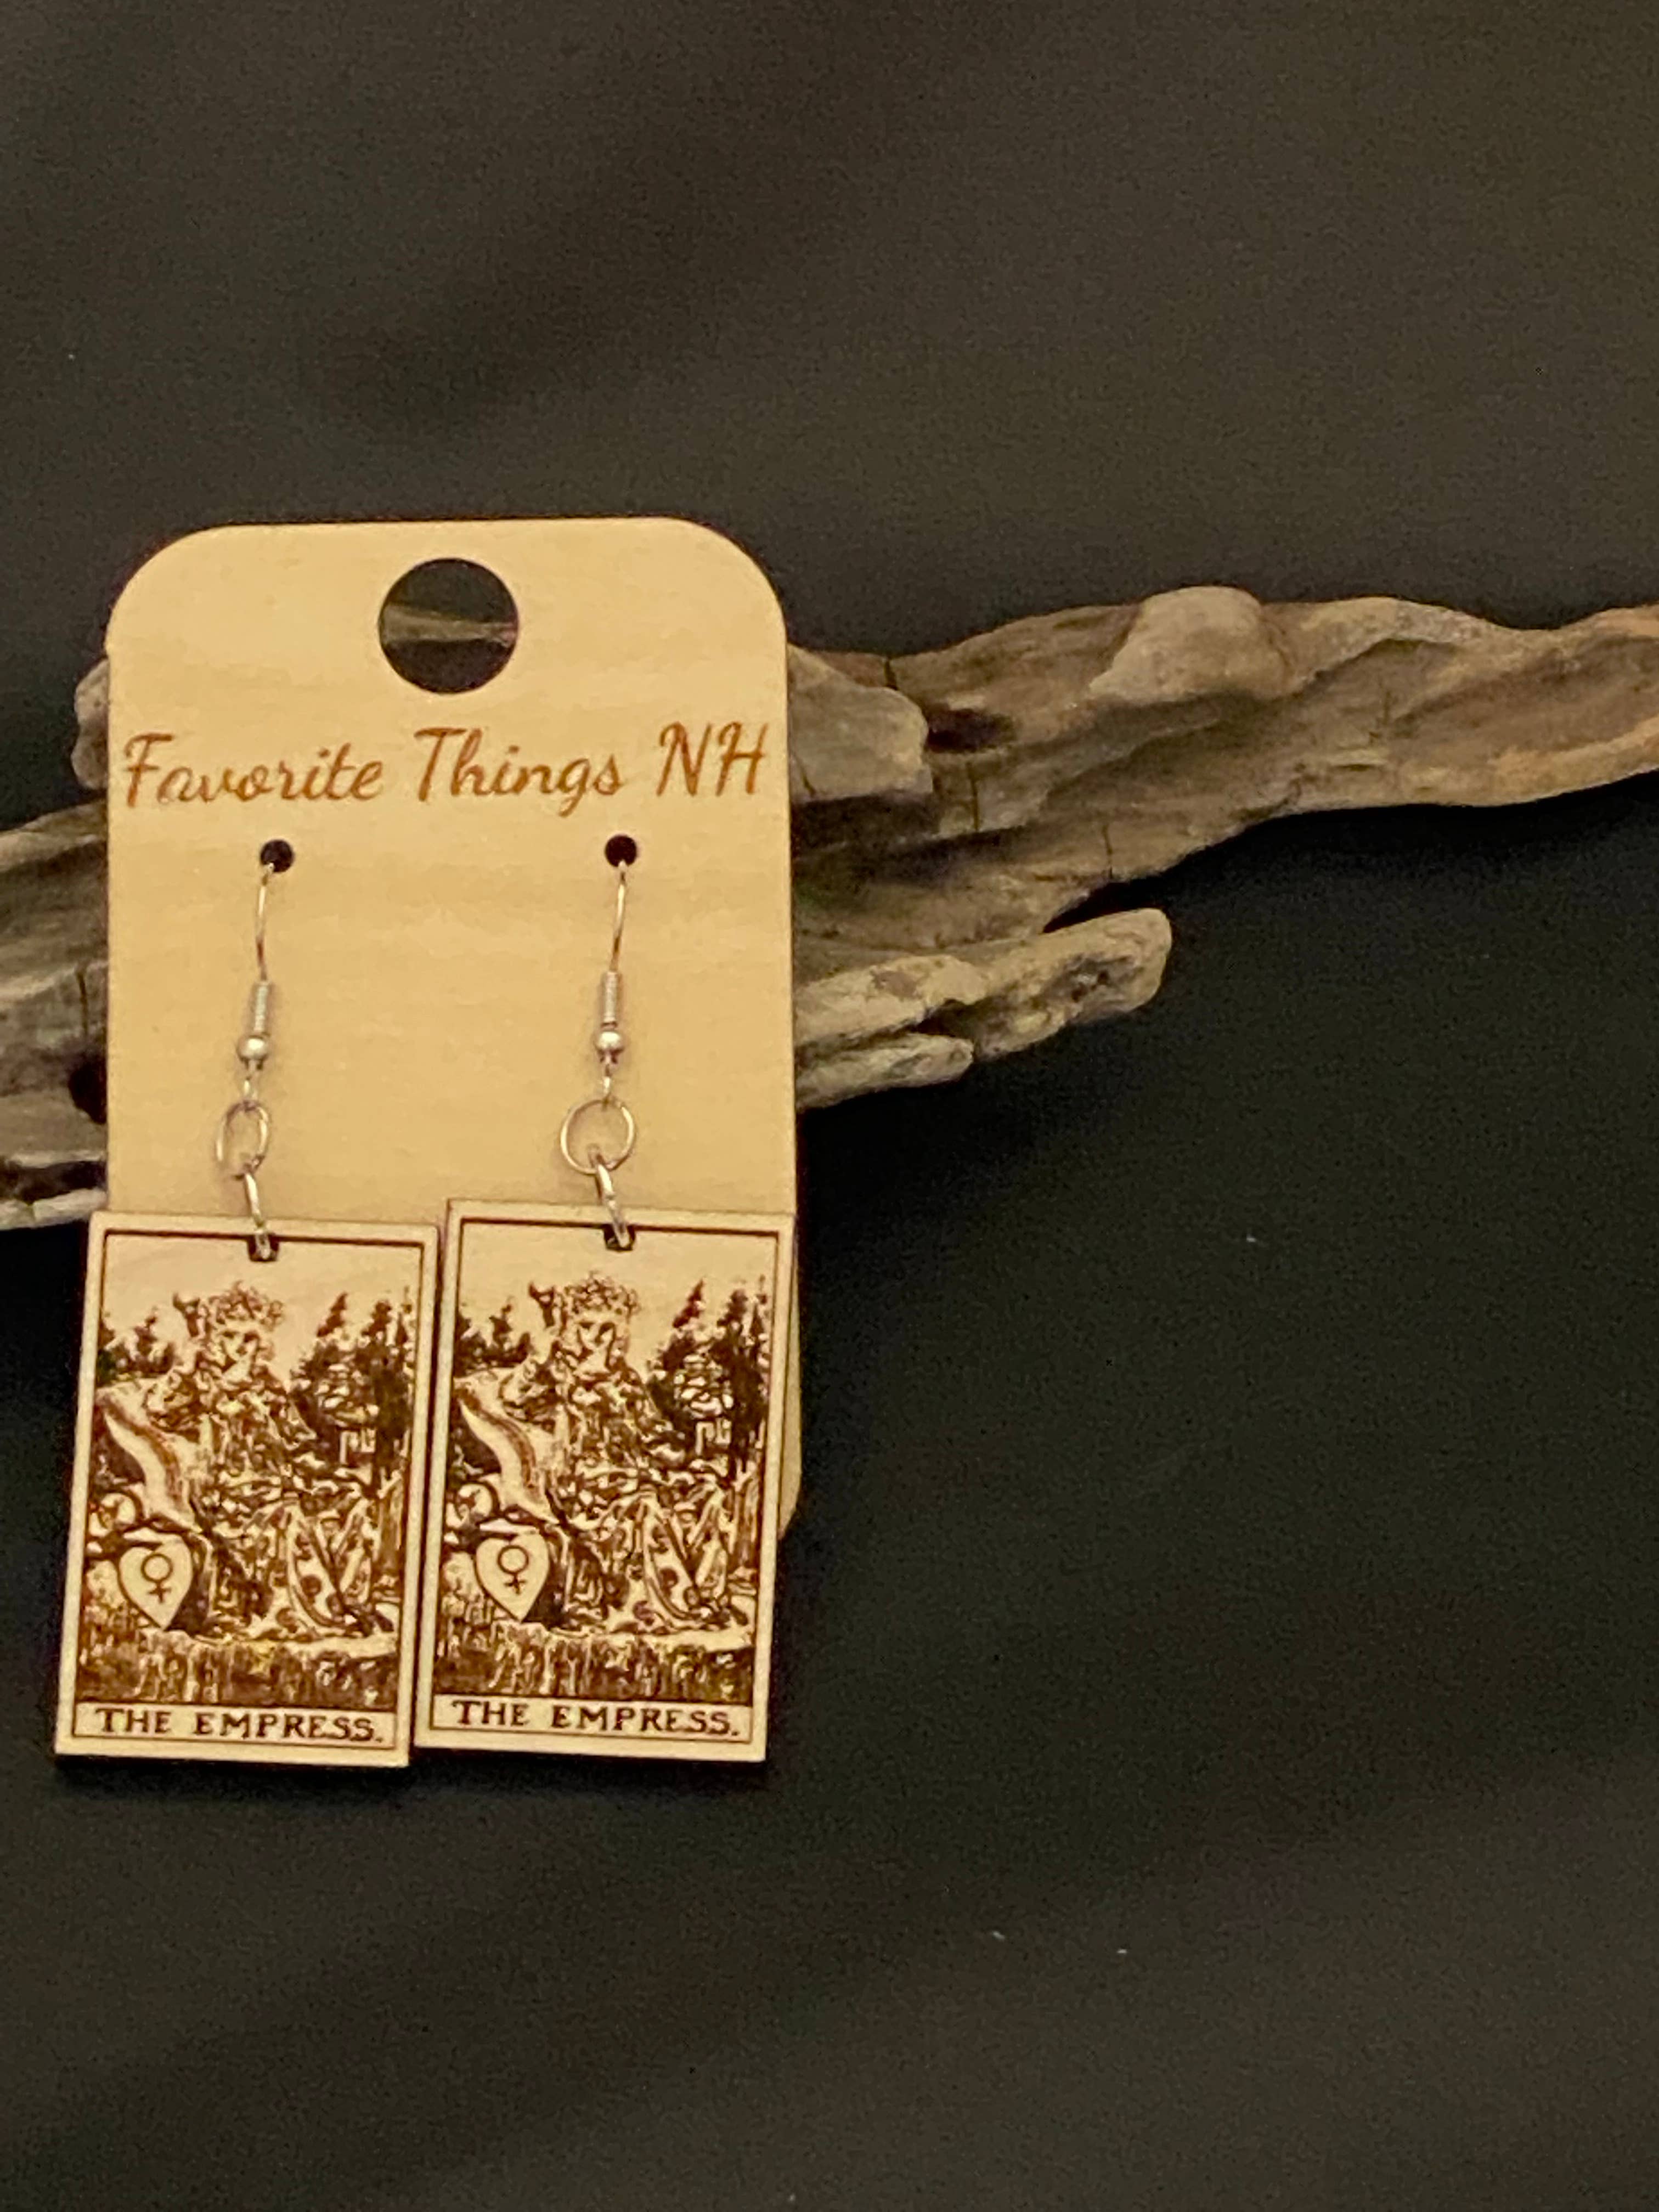 Favorite Things NH
THE EMPRESS.
THE EMPRESS.